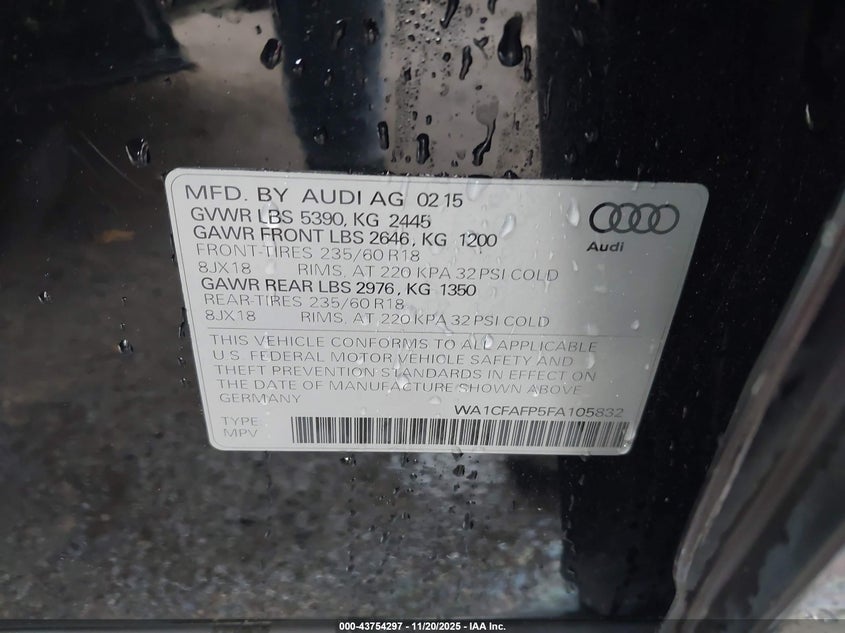 MFD. BY AUDI AG 02 15
GVWR LBS 5390, KG 2445
GAWR FRONT LBS 2646, KG 1200
FRONT-TIRES 235/60 R18
8JX18 RIMS, AT 220 KPA 32 PSI COLD
GAWR REAR LBS 2976, KG 1350
REAR-TIRES 235/60 R18
8JX18 RIMS, AT 220 KPA 32 PSI COLD
Audi
THIS VEHICLE CONFORMS TO ALL APPLICABLE
U.S. FEDERAL MOTOR VEHICLE SAFETY AND
THEFT PREVENTION STANDARDS IN EFFECT ON
THE DATE OF MANUFACTURE SHOWN ABOVE
GERMANY
WA1CFAFP5FA105832
TYPE:
MPV
000-43754297 - 11/20/2025 - IAA Inc.